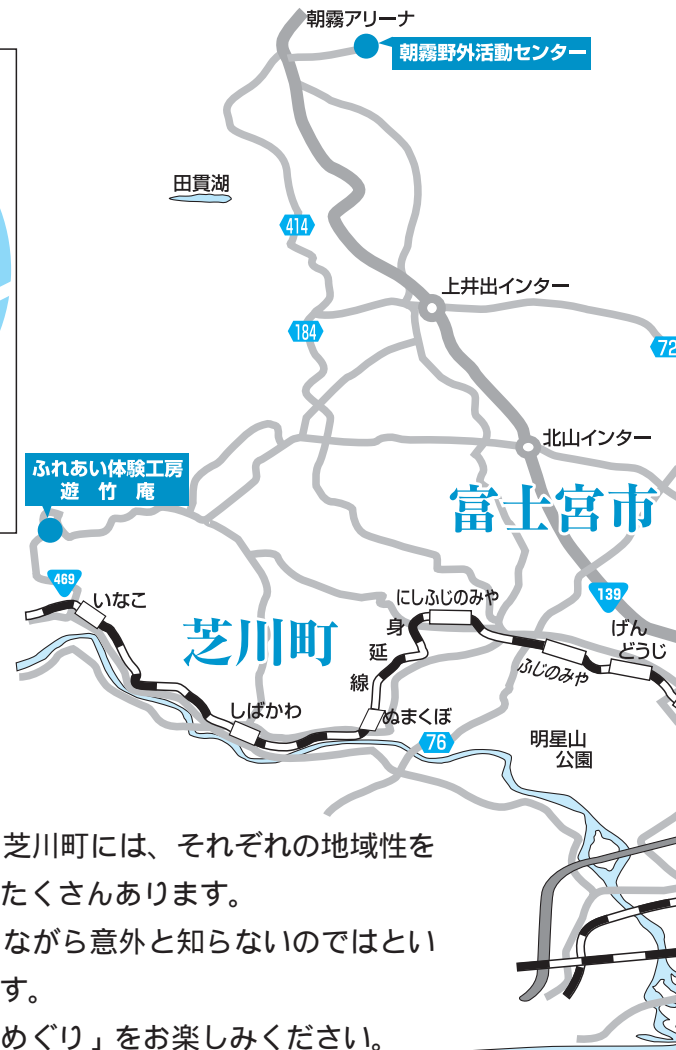 朝霧アリーナ
朝霧野外活動センター
田貫湖
414
上井出インター
184
72
北山インター
ふれあい体験工房
遊竹庵
富士宮市
469
いなこ
にしふじのみや
139
げん
どうじ
芝川町
身延線
ふじのみや
しばかわ
ぬまくぼ
76
明星山
公園
芝川町には、それぞれの地域性を
たくさんあります。
ながら意外と知らないのではとい
す。
めぐり」をお楽しみください。